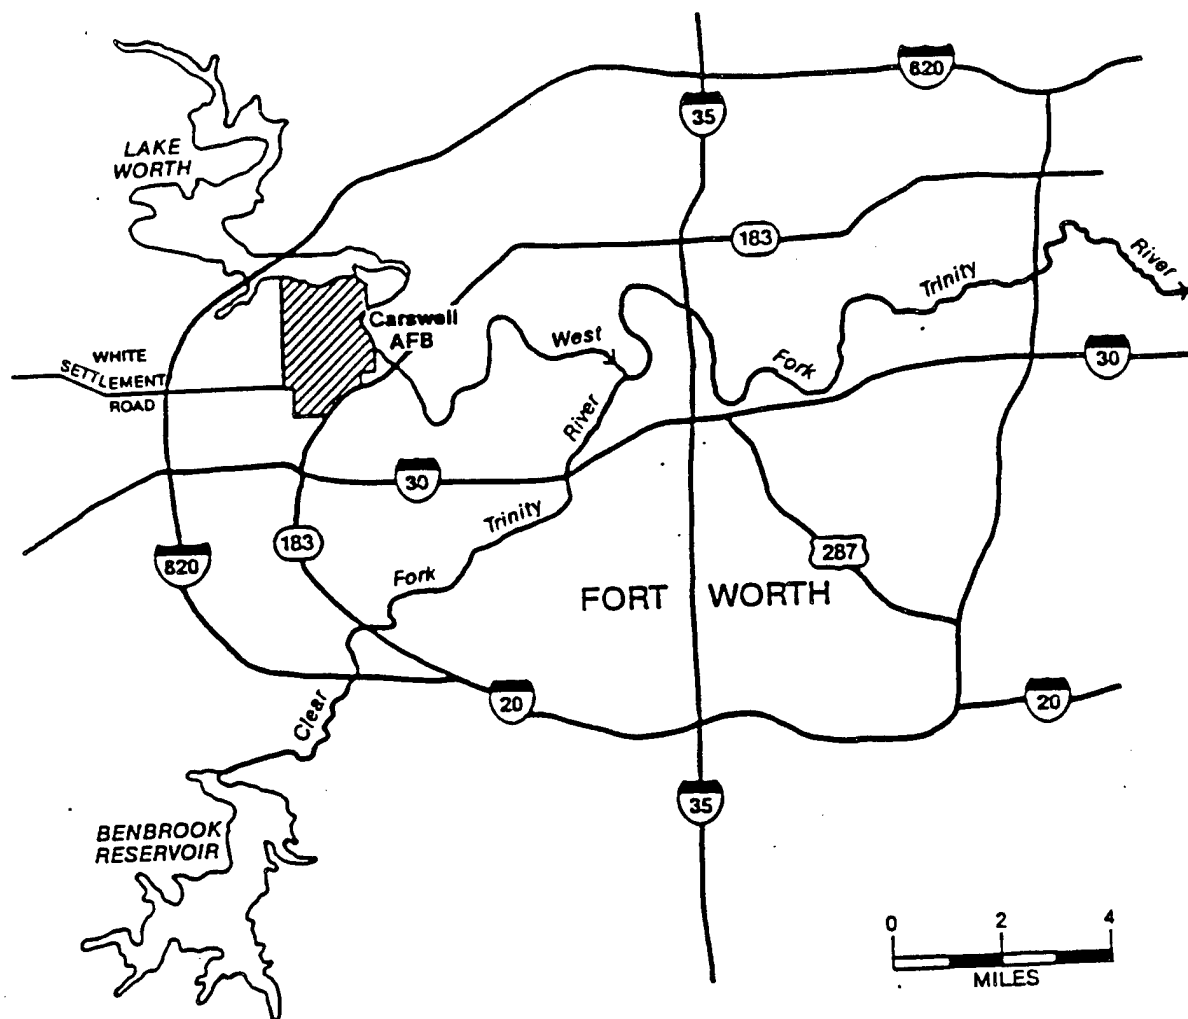 820
35
LAKE
WORTH
183
River
Trinity
Carswell
AFB
West
WHITE
SETTLEMENT
ROAD
30
Fork
River
30
Trinity
183
820
287
Fork
FORT WORTH
Clear
20
20
35
BENBROOK
RESERVOIR
0 2 4
MILES